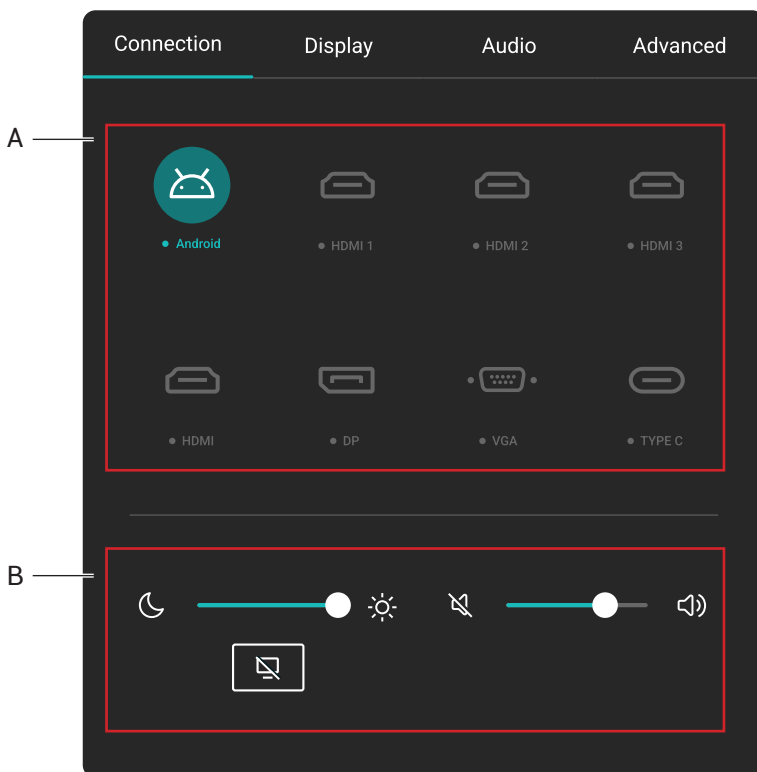 Connection Display Audio Advanced
A
Android HDMI 1 HDMI 2 HDMI 3
HDMI DP VGA TYPE C
B